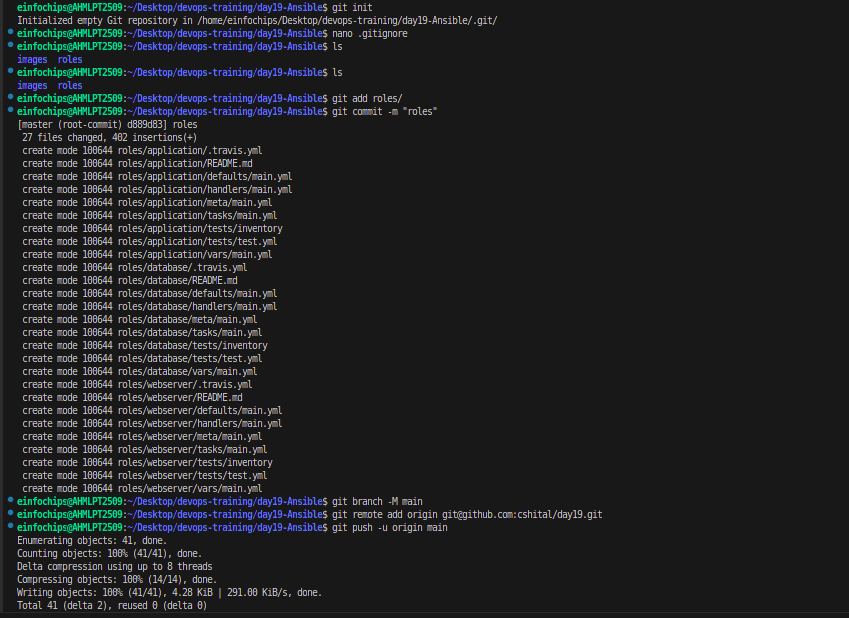 einfochips@AHMLPT2509:~/Desktop/devops-training/day19-Ansible$ git init
Initialized empty Git repository in /home/einfochips/Desktop/devops-training/day19-Ansible/.git/
einfochips@AHMLPT2509:~/Desktop/devops-training/day19-Ansible$ nano .gitignore
einfochips@AHMLPT2509:~/Desktop/devops-training/day19-Ansible$ ls
images  roles
einfochips@AHMLPT2509:~/Desktop/devops-training/day19-Ansible$ ls
images  roles
einfochips@AHMLPT2509:~/Desktop/devops-training/day19-Ansible$ git add roles/
einfochips@AHMLPT2509:~/Desktop/devops-training/day19-Ansible$ git commit -m "roles"
[master (root-commit) d889d83] roles
 27 files changed, 402 insertions(+)
 create mode 100644 roles/application/.travis.yml
 create mode 100644 roles/application/README.md
 create mode 100644 roles/application/defaults/main.yml
 create mode 100644 roles/application/handlers/main.yml
 create mode 100644 roles/application/meta/main.yml
 create mode 100644 roles/application/tasks/main.yml
 create mode 100644 roles/application/tests/inventory
 create mode 100644 roles/application/tests/test.yml
 create mode 100644 roles/application/vars/main.yml
 create mode 100644 roles/database/.travis.yml
 create mode 100644 roles/database/README.md
 create mode 100644 roles/database/defaults/main.yml
 create mode 100644 roles/database/handlers/main.yml
 create mode 100644 roles/database/meta/main.yml
 create mode 100644 roles/database/tasks/main.yml
 create mode 100644 roles/database/tests/inventory
 create mode 100644 roles/database/tests/test.yml
 create mode 100644 roles/database/vars/main.yml
 create mode 100644 roles/webserver/.travis.yml
 create mode 100644 roles/webserver/README.md
 create mode 100644 roles/webserver/defaults/main.yml
 create mode 100644 roles/webserver/handlers/main.yml
 create mode 100644 roles/webserver/meta/main.yml
 create mode 100644 roles/webserver/tasks/main.yml
 create mode 100644 roles/webserver/tests/inventory
 create mode 100644 roles/webserver/tests/test.yml
 create mode 100644 roles/webserver/vars/main.yml
einfochips@AHMLPT2509:~/Desktop/devops-training/day19-Ansible$ git branch -M main
einfochips@AHMLPT2509:~/Desktop/devops-training/day19-Ansible$ git remote add origin git@github.com:cshital/day19.git
einfochips@AHMLPT2509:~/Desktop/devops-training/day19-Ansible$ git push -u origin main
Enumerating objects: 41, done.
Counting objects: 100% (41/41), done.
Delta compression using up to 8 threads
Compressing objects: 100% (14/14), done.
Writing objects: 100% (41/41), 4.28 KiB | 291.00 KiB/s, done.
Total 41 (delta 2), reused 0 (delta 0)